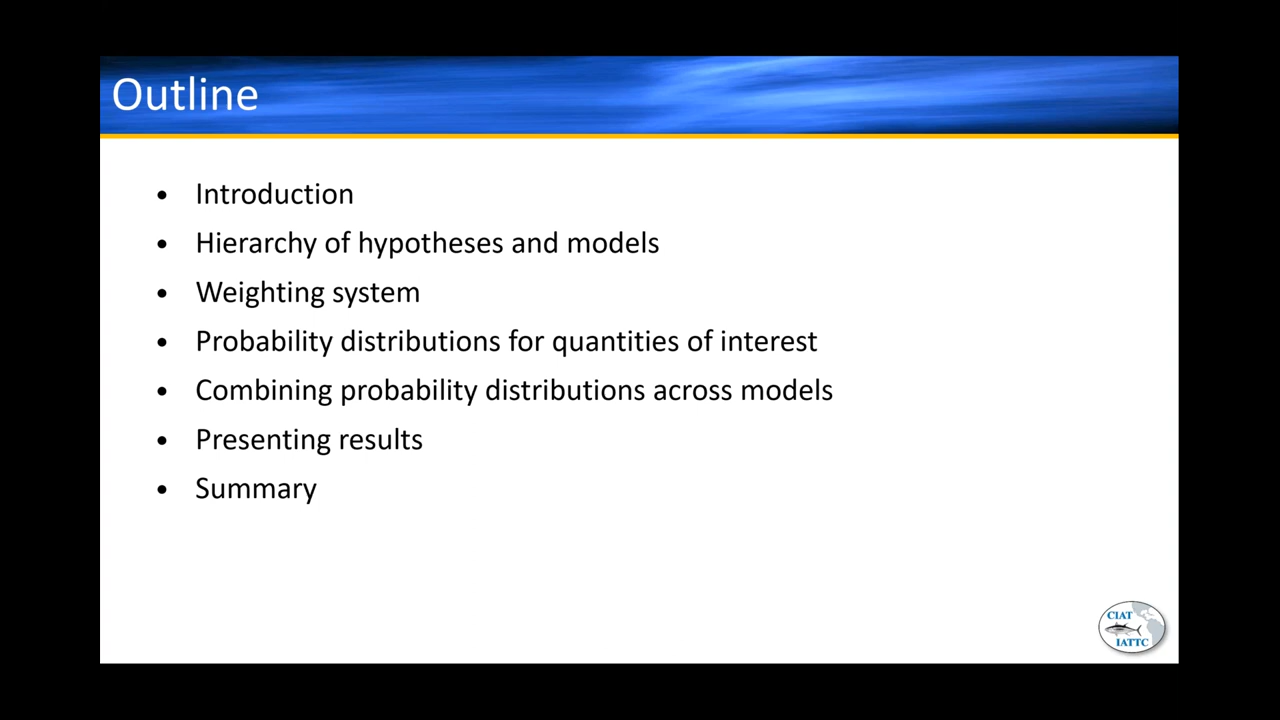 Outline
• Introduction
• Hierarchy of hypotheses and models
• Weighting system
• Probability distributions for quantities of interest
• Combining probability distributions across models
• Presenting results
• Summary
CIAT
IATTC